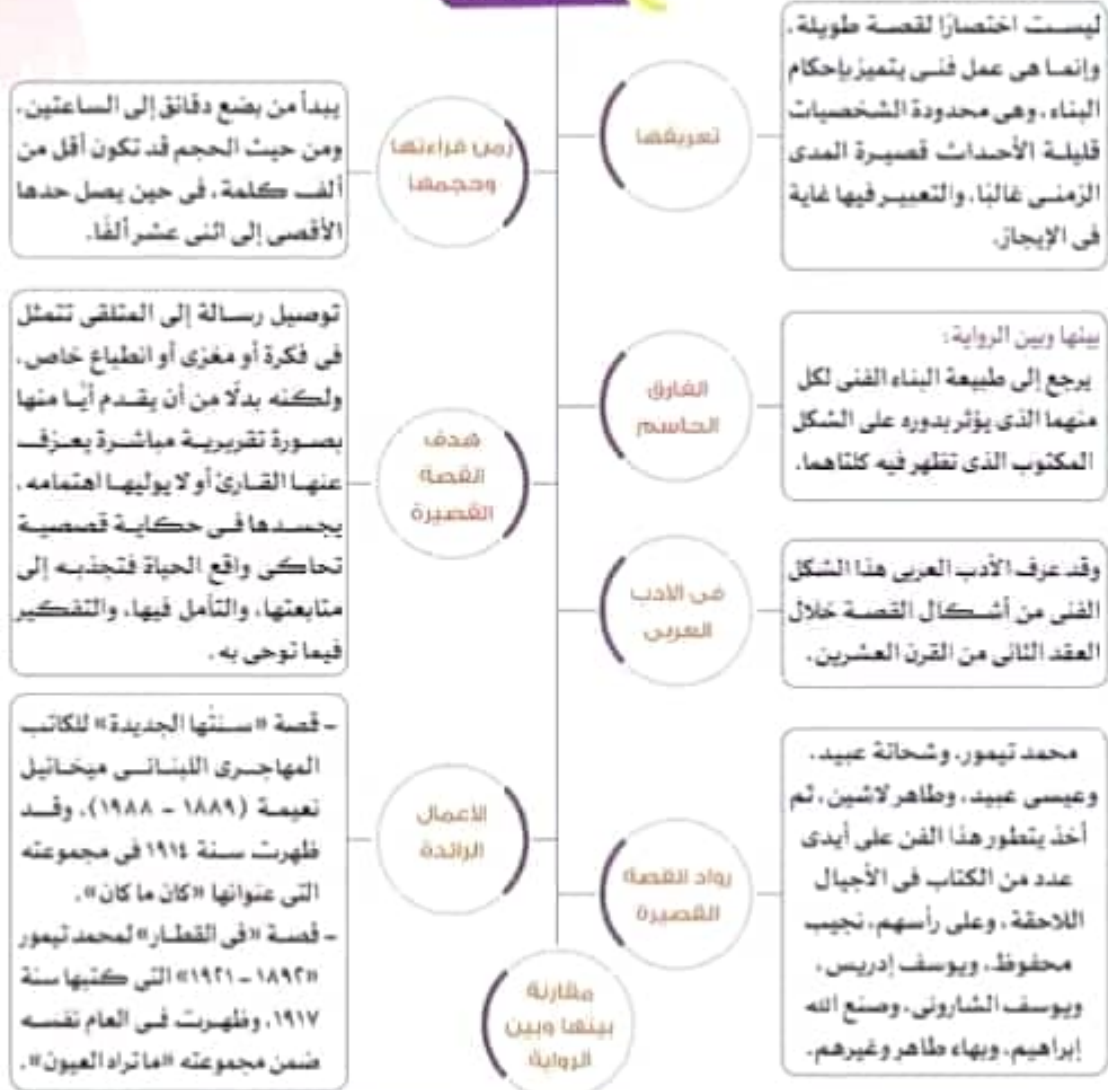 تعريفها
ليست اختصارًا لقصة طويلة،
وإنما هى عمل فنى يتميز بإحكام
البناء، وهى محدودة الشخصيات
قليلة الأحداث قصيرة المدى
الزمنى غالبًا، والتعبير فيها غاية
فى الإيجاز.
زمن قراءتها
وحجمها
يبدأ من بضع دقائق إلى الساعتين،
ومن حيث الحجم قد تكون أقل من
ألف كلمة، فى حين يصل حدها
الأقصى إلى اثنى عشر ألفًا.
الفارق
الحاسم
بينها وبين الرواية:
يرجع إلى طبيعة البناء الفنى لكل
منهما الذى يؤثر بدوره على الشكل
المكتوب الذى تظهر فيه كلتاهما.
هدف
القصة
القصيرة
توصيل رسالة إلى المتلقى تتمثل
فى فكرة أو مغزى أو انطباع خاص،
ولكنه بدلًا من أن يقدم أيًا منها
بصورة تقريرية مباشرة يعزف
عنها القارئ أو لا يوليها اهتمامه،
يجسدها فى حكاية قصصية
تحاكى واقع الحياة فتجذبه إلى
متابعتها، والتأمل فيها، والتفكير
فيما توحى به.
فى الأدب
العربى
وقد عرف الأدب العربى هذا الشكل
الفنى من أشكال القصة خلال
العقد الثانى من القرن العشرين.
الأعمال
الرائدة
- قصة «سنتُها الجديدة» للكاتب
المهاجرى اللبنانى ميخائيل
نعيمة (١٨٨٩ - ١٩٨٨)، وقد
ظهرت سنة ١٩١٤ فى مجموعته
التى عنوانها «كان ما كان».
- قصة «فى القطار» لمحمد تيمور
«١٨٩٢ - ١٩٢١» التى كتبها سنة
١٩١٧، وظهرت فى العام نفسه
ضمن مجموعته «ما تراه العيون».
رواد القصة
القصيرة
محمد تيمور، وشحاتة عبيد،
وعيسى عبيد، وطاهر لاشين، ثم
أخذ يتطور هذا الفن على أيدى
عدد من الكتاب فى الأجيال
اللاحقة، وعلى رأسهم، نجيب
محفوظ، ويوسف إدريس،
ويوسف الشارونى، وصنع الله
إبراهيم، وبهاء طاهر وغيرهم.
مقارنة
بينها وبين
الرواية